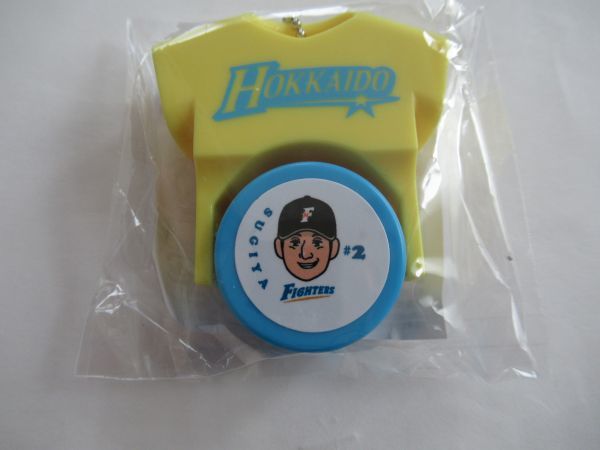 HOKKAIDO
F
SUGIYA
#2
FIGHTERS